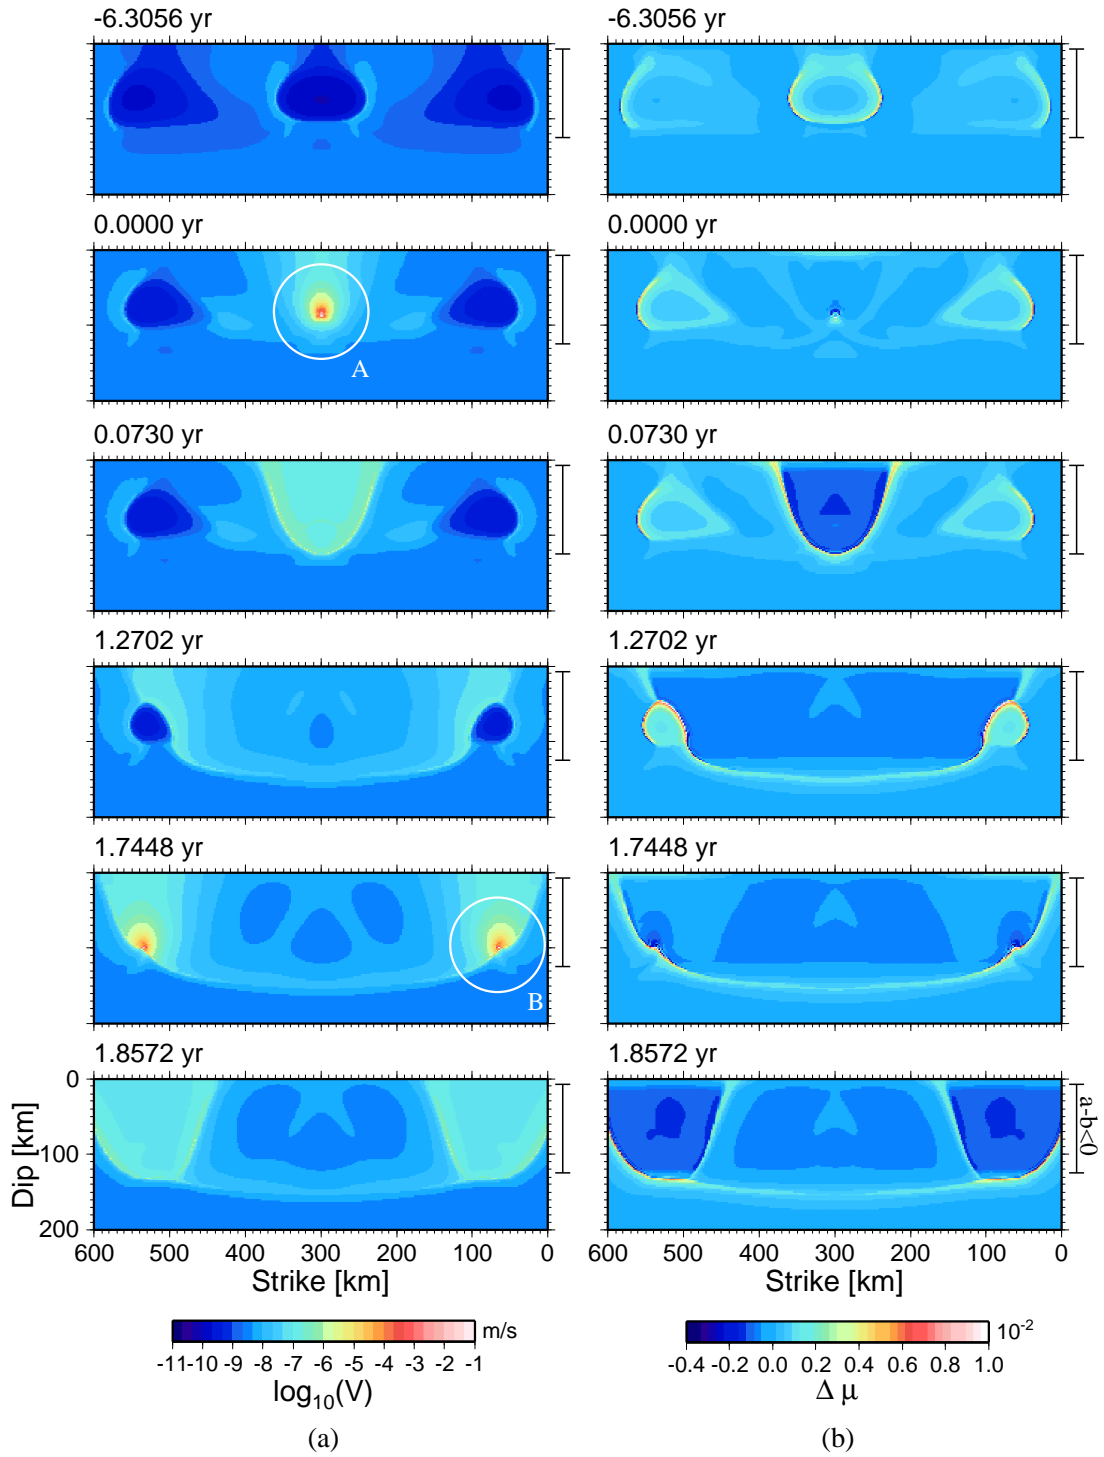 -6.3056 yr
-6.3056 yr
0.0000 yr
0.0000 yr
A
0.0730 yr
0.0730 yr
1.2702 yr
1.2702 yr
1.7448 yr
1.7448 yr
B
1.8572 yr
1.8572 yr
0
100
200
Dip [km]
a-b<0
600 500 400 300 200 100 0
600 500 400 300 200 100 0
Strike [km]
Strike [km]
m/s
10-2
-11 -10 -9 -8 -7 -6 -5 -4 -3 -2 -1
-0.4 -0.2 0.0 0.2 0.4 0.6 0.8 1.0
log10(V)
Δ μ
(a)
(b)